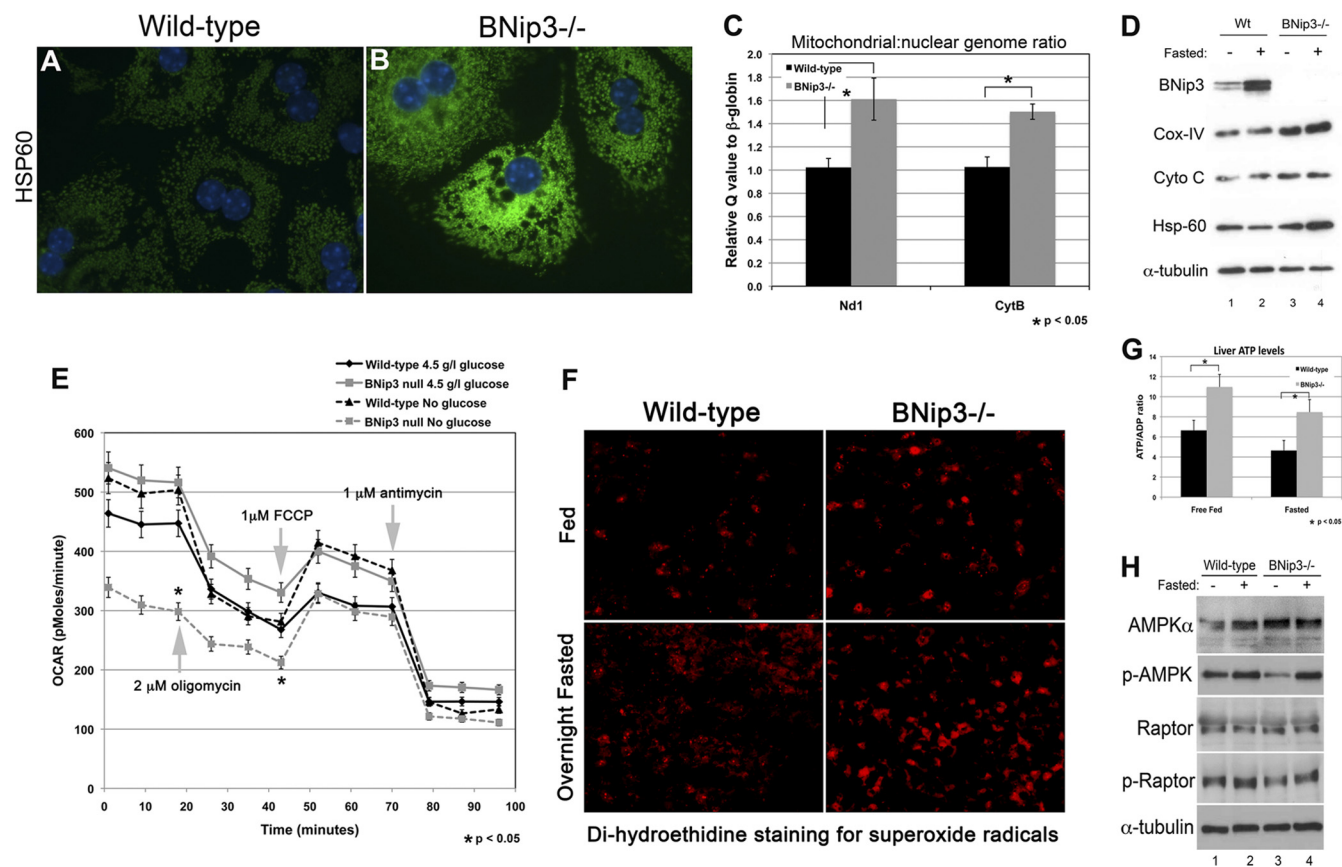 Wild-type
BNip3-/-
A
B
HSP60
C
Mitochondrial:nuclear genome ratio
Relative Q value to β-globin
2.0
1.8
1.6
1.4
1.2
1.0
0.8
0.6
0.4
0.2
0.0
Wild-type
BNip3-/-
*
*
Nd1
CytB
* p < 0.05
D
Wt
BNip3-/-
Fasted:
- + - +
BNip3
Cox-IV
Cyto C
Hsp-60
α-tubulin
1 2 3 4
E
Wild-type 4.5 g/l glucose
BNip3 null 4.5 g/l glucose
Wild-type No glucose
BNip3 null No glucose
OCAR (pMoles/minute)
600
500
400
300
200
100
0
1 μM antimycin
1μM FCCP
*
2 μM oligomycin
*
0 10 20 30 40 50 60 70 80 90 100
Time (minutes)
* p < 0.05
F
Wild-type
BNip3-/-
Fed
Overnight Fasted
Di-hydroethidine staining for superoxide radicals
G
Liver ATP levels
ATP/ADP ratio
14
12
10
8
6
4
2
0
Wild-type
BNip3-/-
*
*
Free Fed
Fasted
* p < 0.05
H
Wild-type
BNip3-/-
Fasted:
- + - +
AMPKα
p-AMPK
Raptor
p-Raptor
α-tubulin
1 2 3 4